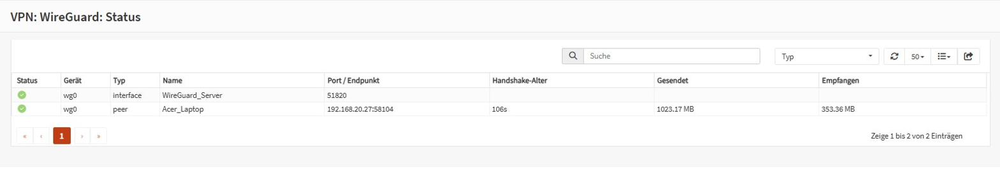 VPN: WireGuard: Status
Suche
Typ
50
Status Gerät Typ Name Port / Endpunkt Handshake-Alter Gesendet Empfangen
wg0 interface WireGuard_Server 51820
wg0 peer Acer_Laptop 192.168.20.27:58104 106s 1023.17 MB 353.36 MB
« ‹ 1 › »
Zeige 1 bis 2 von 2 Einträgen